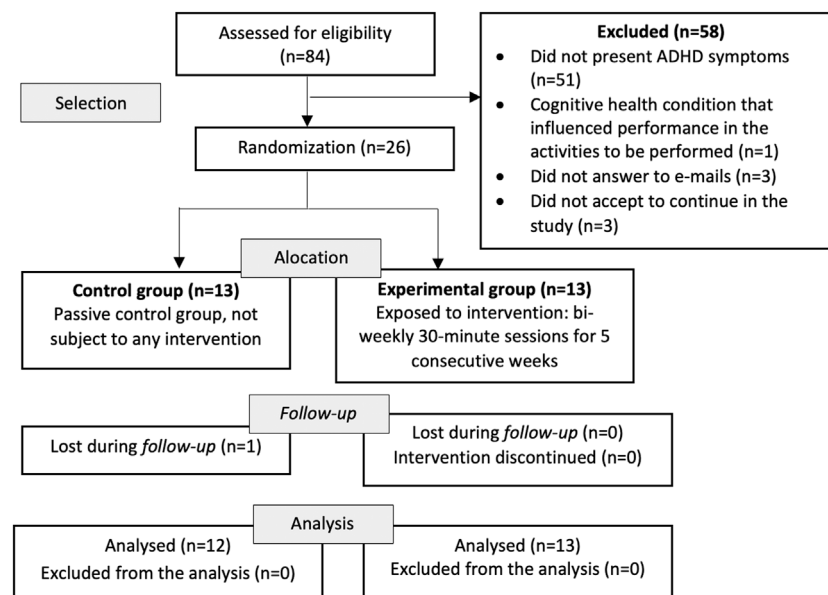 Assessed for eligibility
(n=84)
Excluded (n=58)
• Did not present ADHD symptoms
(n=51)
• Cognitive health condition that
influenced performance in the
activities to be performed (n=1)
• Did not answer to e-mails (n=3)
• Did not accept to continue in the
study (n=3)
Selection
Randomization (n=26)
Alocation
Control group (n=13)
Passive control group, not
subject to any intervention
Experimental group (n=13)
Exposed to intervention: bi-
weekly 30-minute sessions for 5
consecutive weeks
Follow-up
Lost during follow-up (n=1)
Lost during follow-up (n=0)
Intervention discontinued (n=0)
Analysis
Analysed (n=12)
Excluded from the analysis (n=0)
Analysed (n=13)
Excluded from the analysis (n=0)